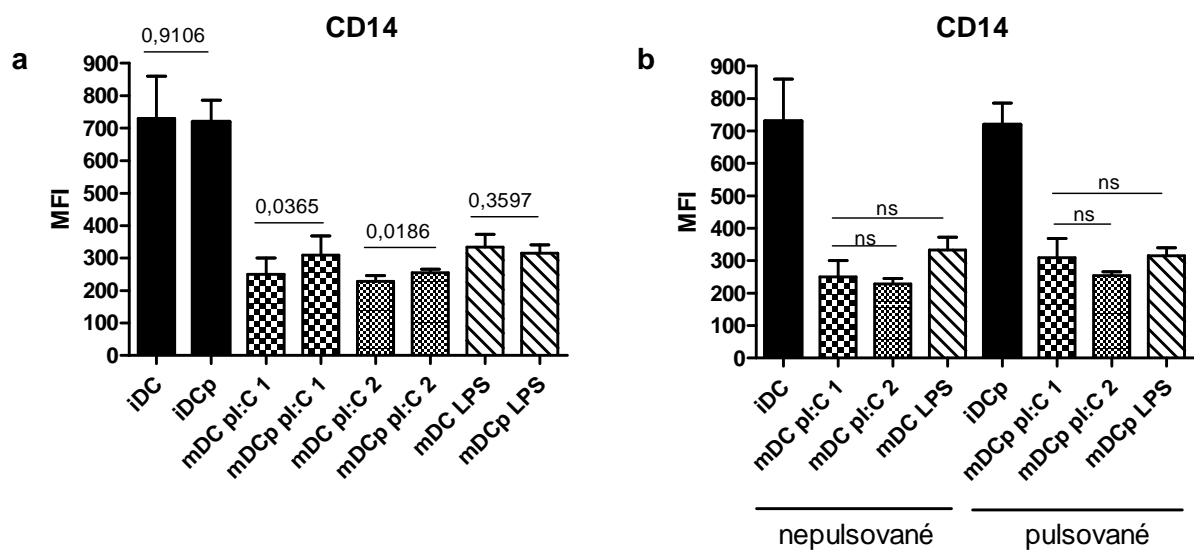 a
CD14
0,9106
MFI
900
800
700
600
500
400
300
200
100
0
0,0365
0,0186
0,3597
iDC
iDCp
mDC pI:C 1
mDCp pI:C 1
mDC pI:C 2
mDCp pI:C 2
mDC LPS
mDCp LPS
b
CD14
MFI
900
800
700
600
500
400
300
200
100
0
ns
ns
ns
ns
iDC
mDC pI:C 1
mDC pI:C 2
mDC LPS
iDCp
mDCp pI:C 1
mDCp pI:C 2
mDCp LPS
nepulsované
pulsované